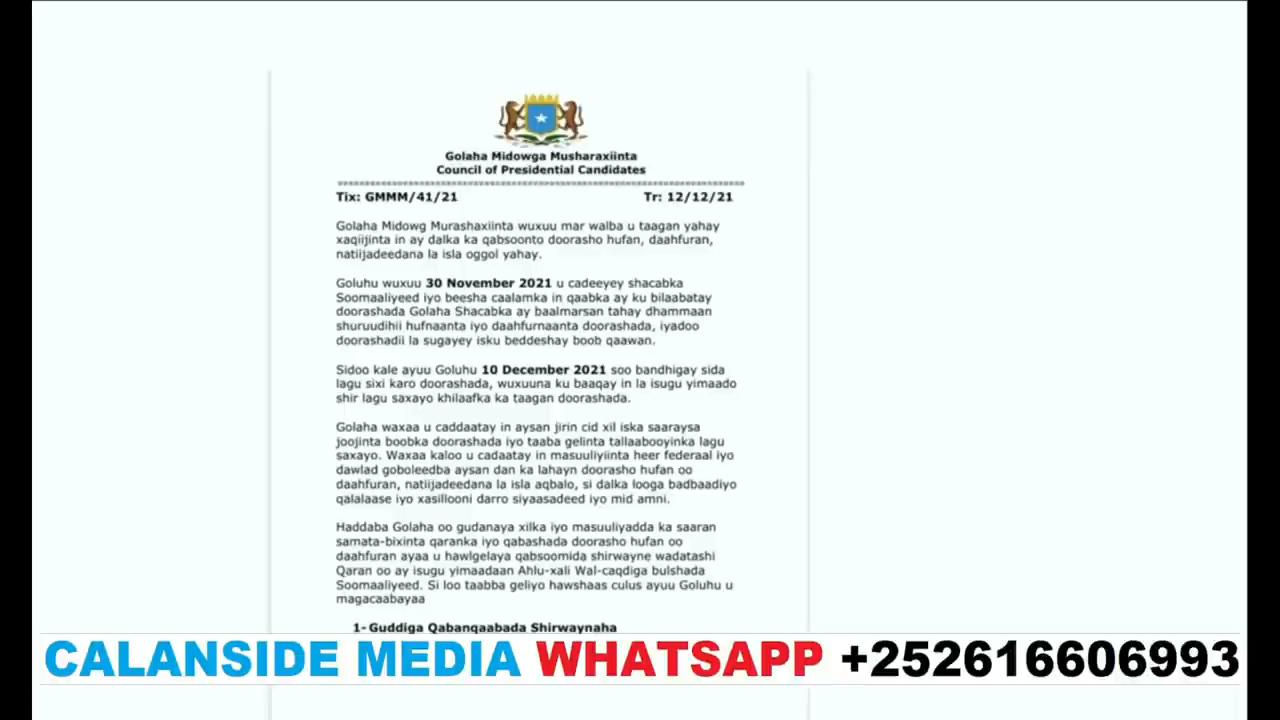 Golaha Midowga Musharaxiinta
Council of Presidential Candidates
Tix: GMMM/41/21 Tr: 12/12/21
Golaha Midowg Murashaxiinta wuxuu mar walba u taagan yahay
xaqiijinta in ay dalka ka qabsoonto doorasho hufan, daahfuran,
natiijadeedana la isla oggol yahay.
Goluhu wuxuu 30 November 2021 u cadeeyey shacabka
Soomaaliyeed iyo beesha caalamka in qaabka ay ku bilaabatay
doorashada Golaha Shacabka ay baalmarsan tahay dhammaan
shuruudihii hufnaanta iyo daahfurnaanta doorashada, iyadoo
doorashadii la sugayey isku beddeshay boob qaawan.
Sidoo kale ayuu Goluhu 10 December 2021 soo bandhigay sida
lagu sixi karo doorashada, wuxuuna ku baaqay in la isugu yimaado
shir lagu saxayo khilaafka ka taagan doorashada.
Golaha waxaa u caddaatay in aysan jirin cid xil iska saaraysa
joojinta boobka doorashada iyo taaba gelinta tallaabooyinka lagu
saxayo. Waxaa kaloo u cadaatay in masuuliyiinta heer federaal iyo
dawlad goboleedba aysan dan ka lahayn doorasho hufan oo
daahfuran, natiijadeedana la isla aqbalo, si dalka looga badbaadiyo
qalalaase iyo xasillooni darro siyaasadeed iyo mid amni.
Haddaba Golaha oo gudanaya xilka iyo masuuliyadda ka saaran
samata-bixinta qaranka iyo qabashada doorasho hufan oo
daahfuran ayaa u hawlgelaya qabsoomida shirwayne wadatashi
Qaran oo ay isugu yimaadaan Ahlu-xali Wal-caqdiga bulshada
Soomaaliyeed. Si loo taabba geliyo hawshaas culus ayuu Goluhu u
magacaabayaa
1- Guddiga Qabanqaabada Shirwaynaha
CALANSIDE MEDIA WHATSAPP +252616606993